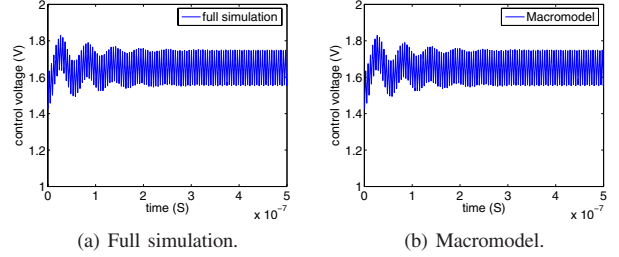 2
full simulation
1.8
1.6
1.4
1.2
1
control voltage (V)
0 1 2 3 4 5
time (S)
x 10⁻⁷
(a) Full simulation.
2
Macromodel
1.8
1.6
1.4
1.2
1
control voltage (V)
0 1 2 3 4 5
time (S)
x 10⁻⁷
(b) Macromodel.